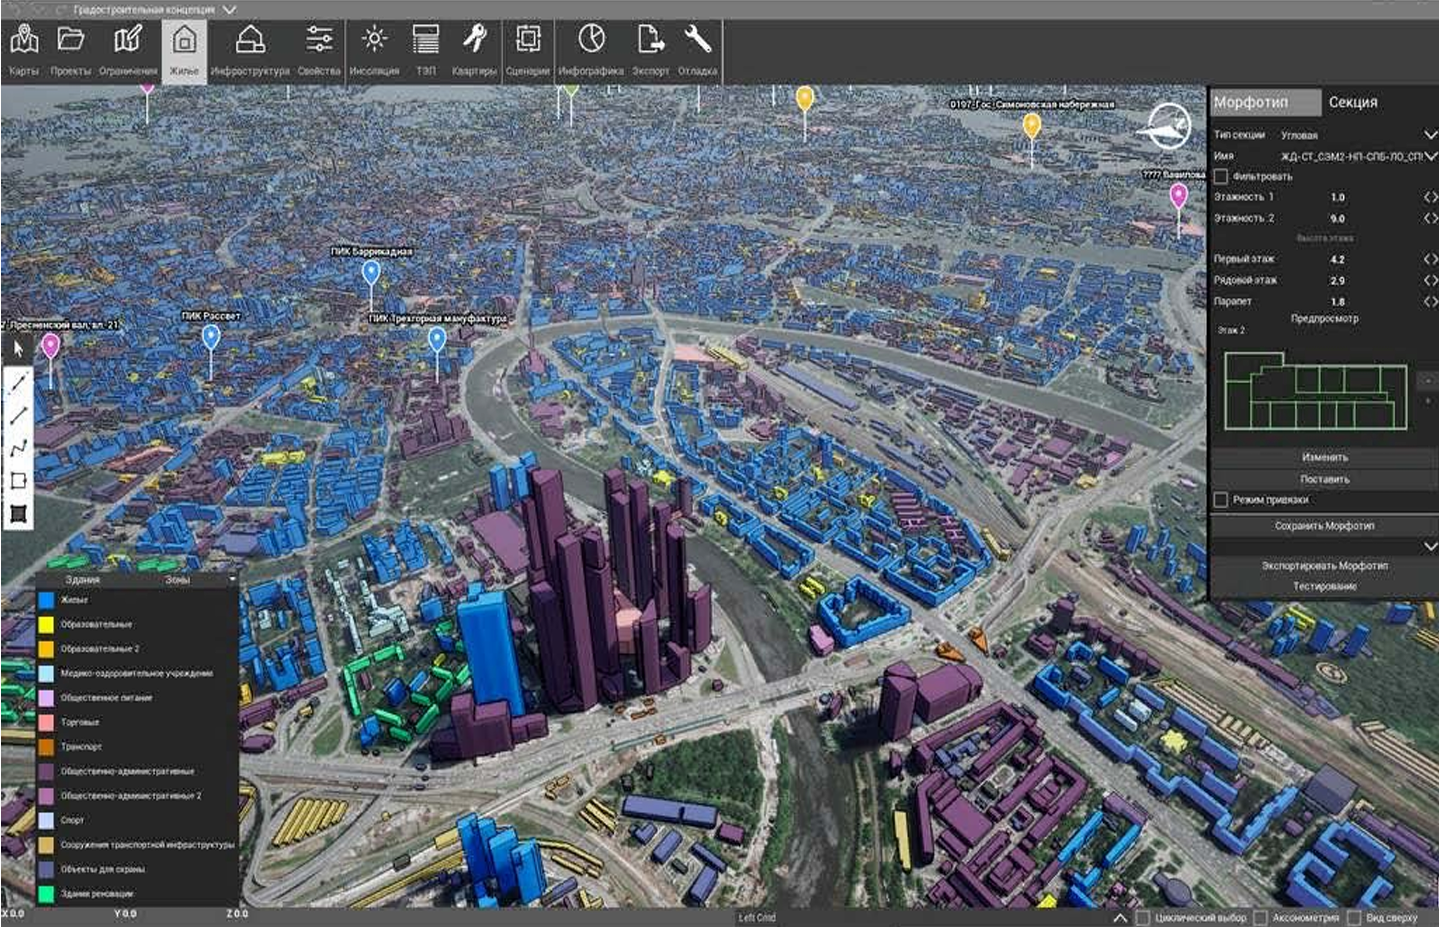 Градостроительная концепция
Карты
Проекты
Ограничения
Жилье
Инфраструктура
Свойства
Инсоляция
ТЭП
Квартиры
Сценарии
Инфографика
Экспорт
Отладка
0197_Гос_Симоновская набережная
???? Вавилова
ПИК Баррикадная
ПИК Рассвет
ПИК Трехгорная мануфактура
Пресненский вал, вл. 21
Морфотип
Секция
Тип секции Угловая
Имя ЖД-СТ_СЭМ2-НП-СПБ-ЛО_СП
Фильтровать
Этажность 1 1.0
Этажность 2 9.0
Высота этажа
Первый этаж 4.2
Рядовой этаж 2.9
Парапет 1.8
Предпросмотр
Этаж 2
Изменить
Поставить
Режим привязки
Сохранить Морфотип
Экспортировать Морфотип
Тестирование
Здания Зоны
Жилые
Образовательные
Образовательные 2
Медико-оздоровительное учреждения
Общественное питание
Торговые
Транспорт
Общественно-административные
Общественно-административные 2
Спорт
Сооружения транспортной инфраструктуры
Объекты для охраны
Здания реновации
X 0.0 Y 0.0 Z 0.0
Left Cmd
Циклический выбор
Аксонометрия
Вид сверху